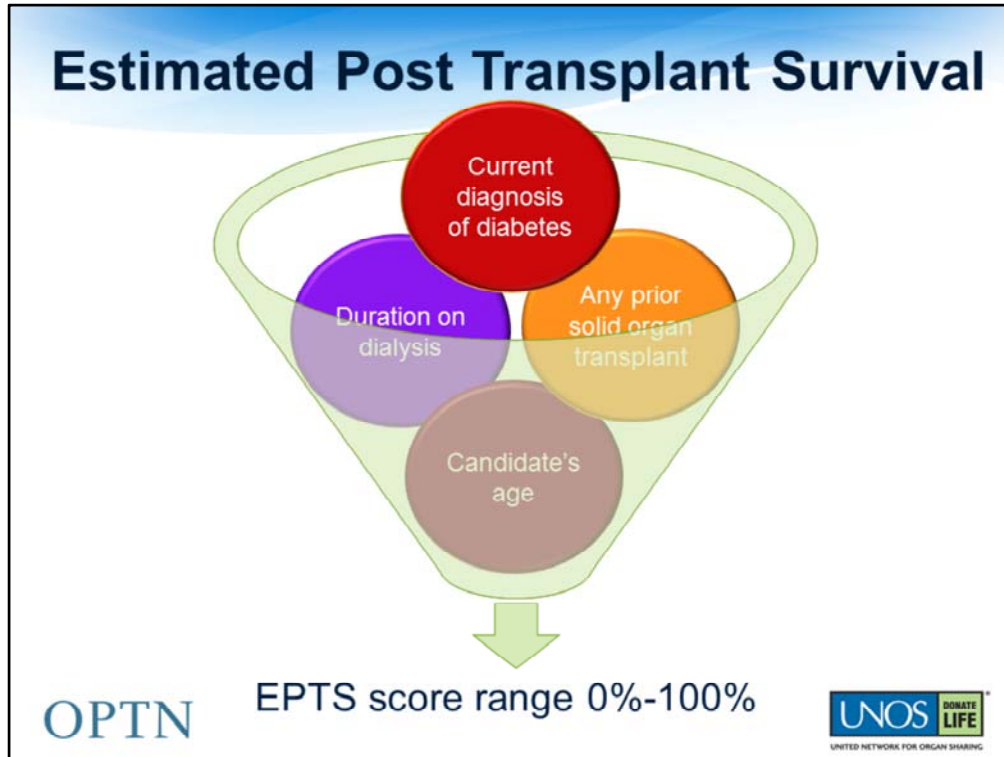 Estimated Post Transplant Survival
Current
diagnosis
of diabetes
Duration on
dialysis
Any prior
solid organ
transplant
Candidate's
age
EPTS score range 0%-100%
OPTN
UNOS
DONATE
LIFE
®
UNITED NETWORK FOR ORGAN SHARING